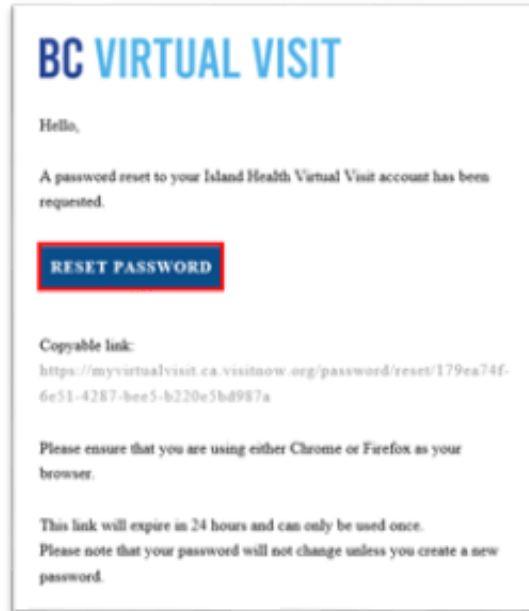 BC VIRTUAL VISIT
Hello,
A password reset to your Island Health Virtual Visit account has been
requested.
RESET PASSWORD
Copyable link:
https://myvirtualvisit.ca.visitnow.org/password/reset/179ea74f-
6e51-4287-bee5-b220e5bd987a
Please ensure that you are using either Chrome or Firefox as your
browser.
This link will expire in 24 hours and can only be used once.
Please note that your password will not change unless you create a new
password.